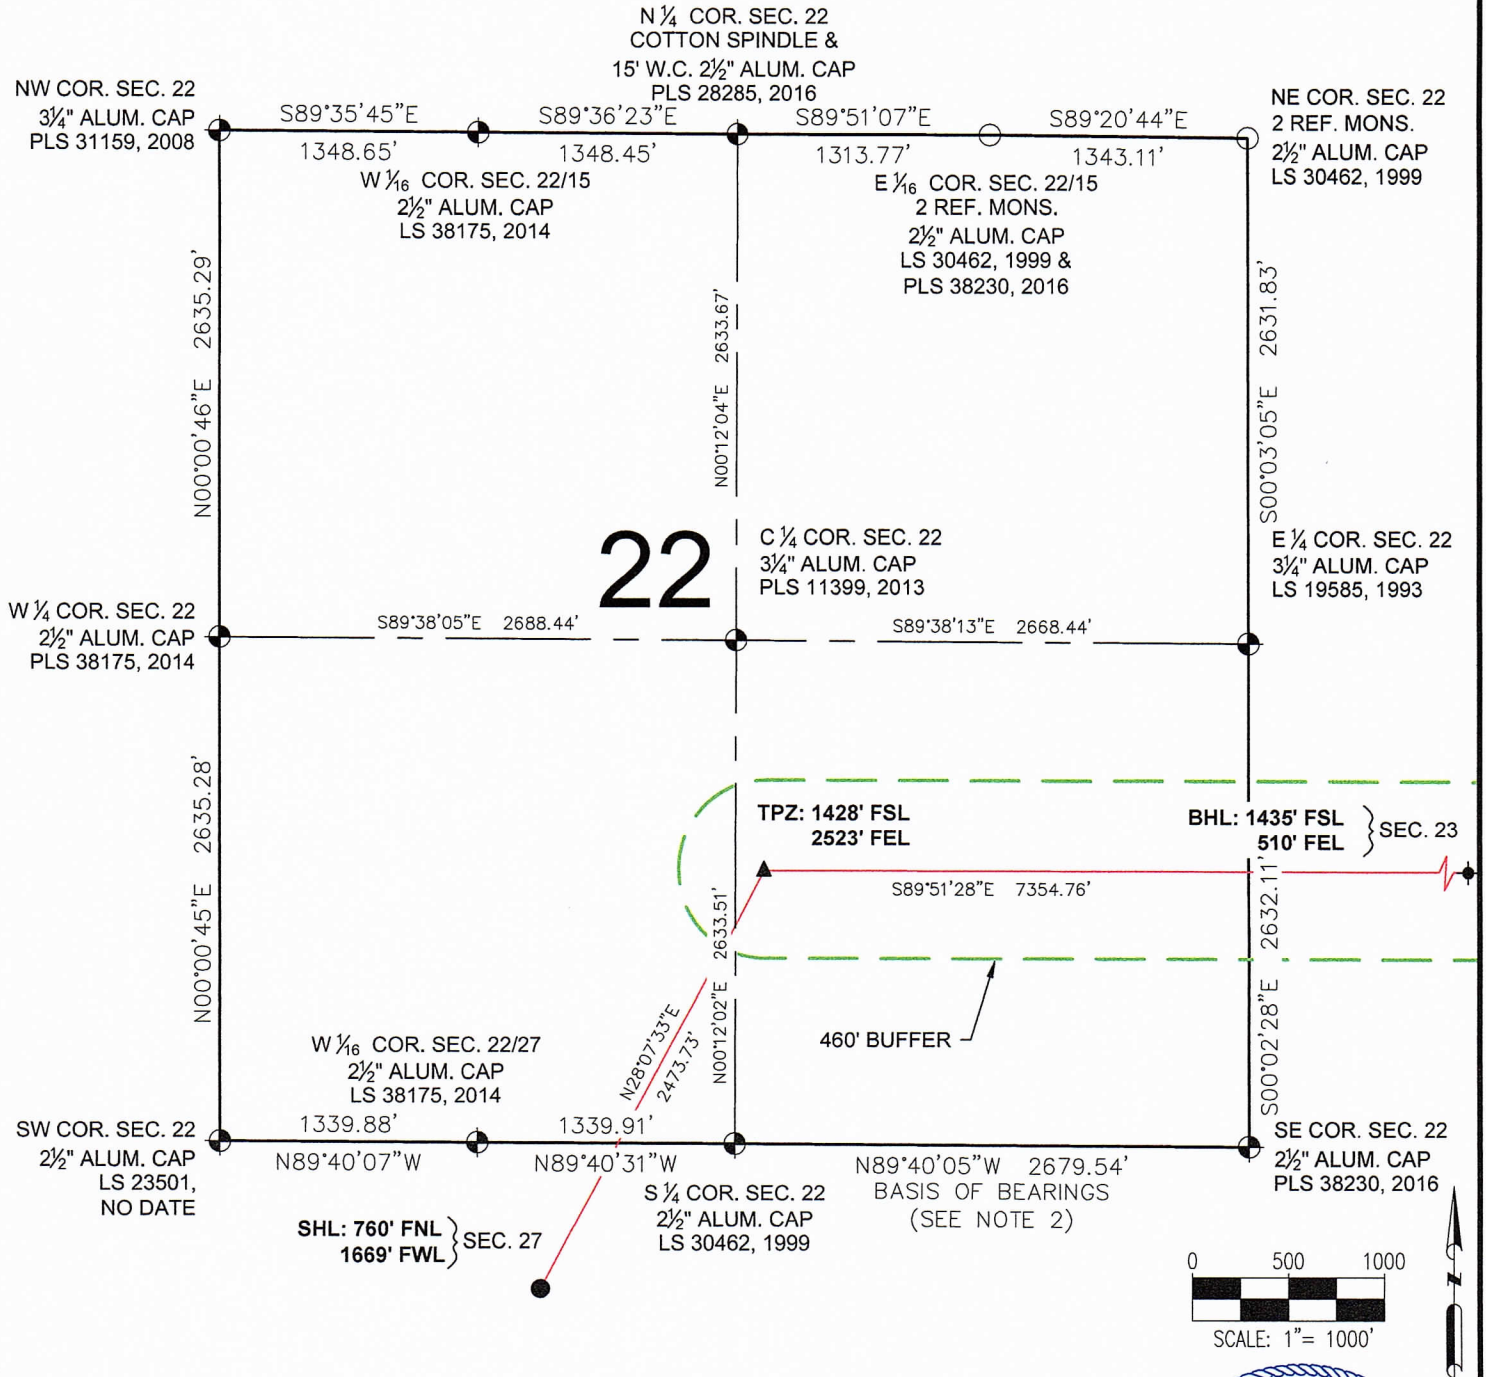 N ¼ COR. SEC. 22
COTTON SPINDLE &
15' W.C. 2½" ALUM. CAP
PLS 28285, 2016
NW COR. SEC. 22
3¼" ALUM. CAP
PLS 31159, 2008
S89°35'45"E
1348.65'
S89°36'23"E
1348.45'
S89°51'07"E
1313.77'
S89°20'44"E
1343.11'
NE COR. SEC. 22
2 REF. MONS.
2½" ALUM. CAP
LS 30462, 1999
W 1⁄16 COR. SEC. 22/15
2½" ALUM. CAP
LS 38175, 2014
E 1⁄16 COR. SEC. 22/15
2 REF. MONS.
2½" ALUM. CAP
LS 30462, 1999 &
PLS 38230, 2016
N00°00'46"E 2635.29'
N00°12'04"E 2633.67'
S00°03'05"E 2631.83'
22
C ¼ COR. SEC. 22
3¼" ALUM. CAP
PLS 11399, 2013
E ¼ COR. SEC. 22
3¼" ALUM. CAP
LS 19585, 1993
W ¼ COR. SEC. 22
2½" ALUM. CAP
PLS 38175, 2014
S89°38'05"E 2688.44'
S89°38'13"E 2668.44'
N00°00'45"E 2635.28'
TPZ: 1428' FSL
2523' FEL
BHL: 1435' FSL
510' FEL
SEC. 23
S89°51'28"E 7354.76'
N00°12'02"E 2633.51'
S00°02'28"E 2632.11'
N28°07'33"E
2473.73'
460' BUFFER
W 1⁄16 COR. SEC. 22/27
2½" ALUM. CAP
LS 38175, 2014
SW COR. SEC. 22
2½" ALUM. CAP
LS 23501,
NO DATE
1339.88'
N89°40'07"W
1339.91'
N89°40'31"W
N89°40'05"W 2679.54'
BASIS OF BEARINGS
(SEE NOTE 2)
SE COR. SEC. 22
2½" ALUM. CAP
PLS 38230, 2016
S ¼ COR. SEC. 22
2½" ALUM. CAP
LS 30462, 1999
SHL: 760' FNL
1669' FWL
SEC. 27
0 500 1000
SCALE: 1"= 1000'
N